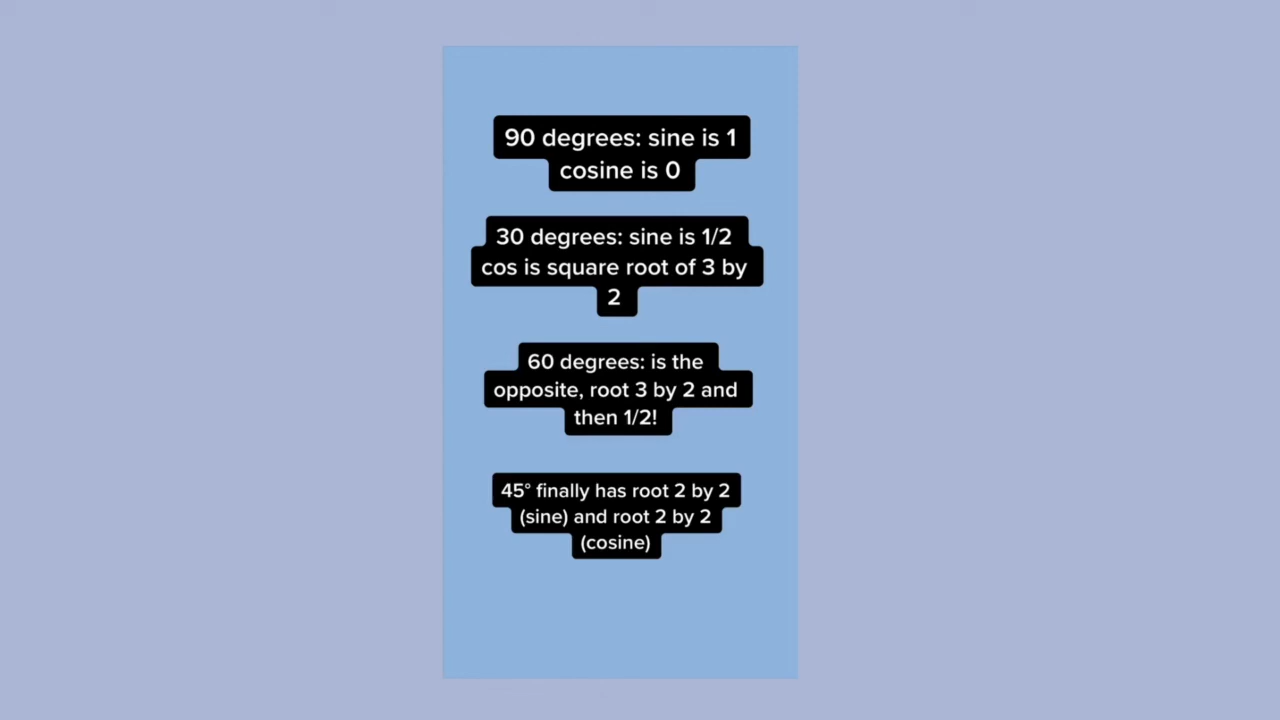 90 degrees: sine is 1
cosine is 0
30 degrees: sine is 1/2
cos is square root of 3 by
2
60 degrees: is the
opposite, root 3 by 2 and
then 1/2!
45° finally has root 2 by 2
(sine) and root 2 by 2
(cosine)